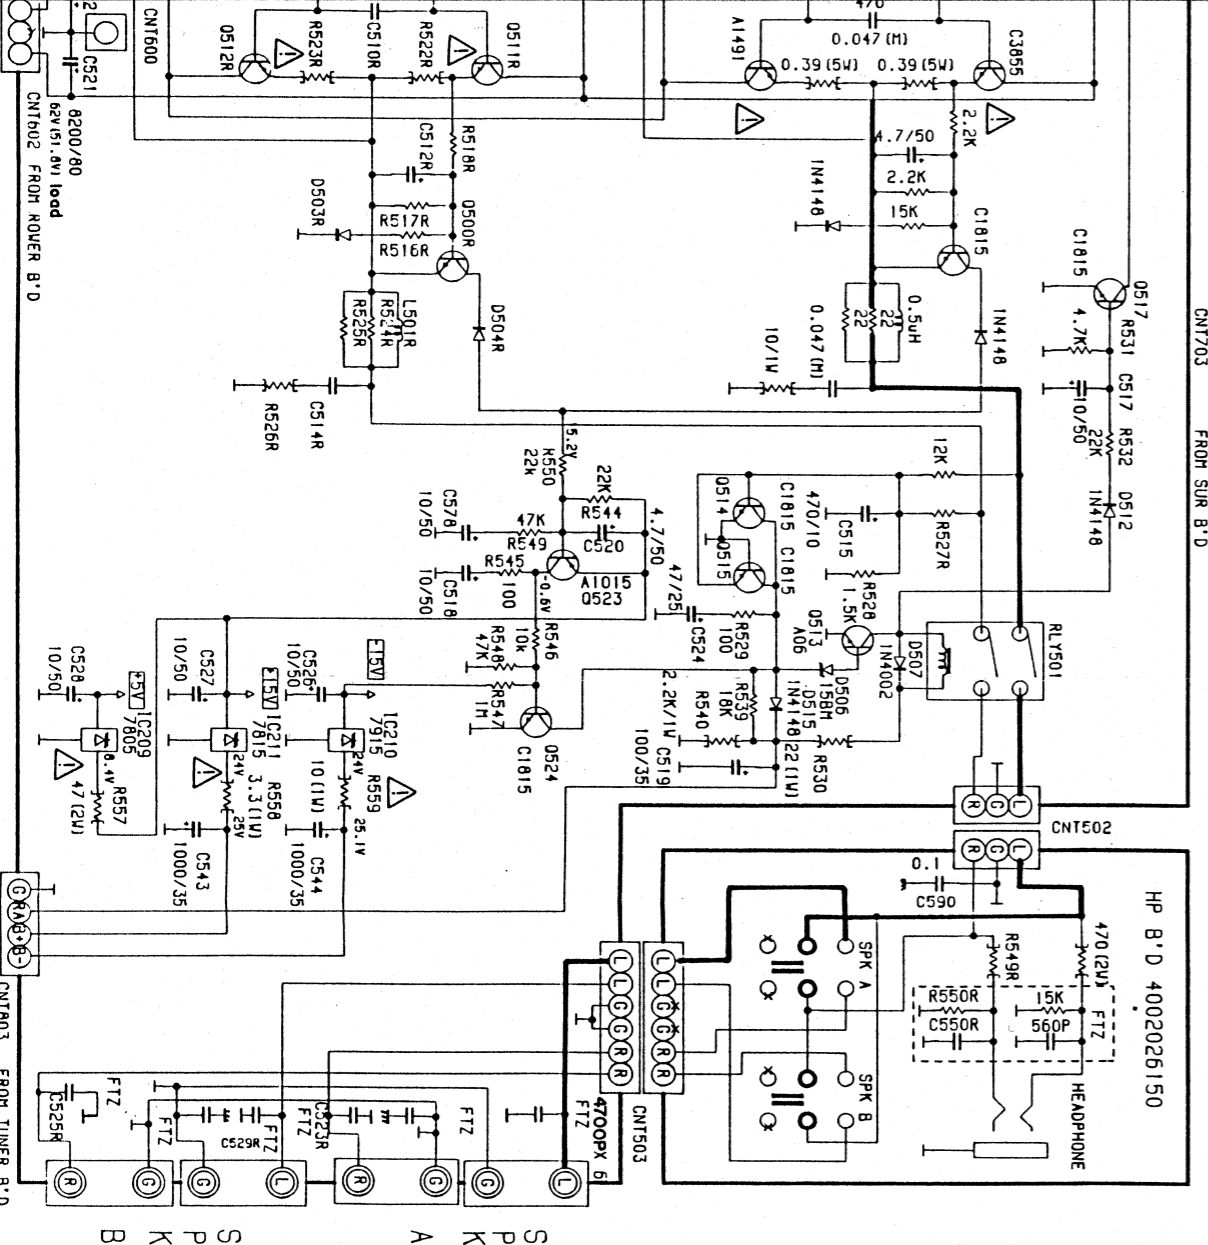 470
A1491
0.047(M)
C3855
0.39(5W)
0.39(5W)
2.2K
4.7/50
2.2K
15K
1N4148
C1815
1N4148
0.5uH
22
22
0.047(M)
10/1W
CNT600
Q512R
R523R
C510R
R522R
Q511R
R518R
C512R
Q500R
D503R
R517R
R516R
D504R
L501R
R525R
C514R
R526R
C521
8200/80
62V(51.8V) load
CNT602 FROM ROWER B'D
C1815
Q517
4.7K
R531
C517
10/50
R532
22K
D512
1N4148
CNT703 FROM SUR B'D
12K
R527R
470/10
C515
C1815
Q514
C1815
Q515
R528
1.5K
Q513
A06
RLY501
D507
1N4002
47/25
C524
R529
100
D506
15BM
D515
1N4148
R539
18K
R540
2.2K/1W
22(1W)
R530
C519
100/35
5.2V
R550
22k
22K
R544
4.7/50
C520
C578
10/50
47K
R549
R545
100
C518
10/50
A1015
Q523
-0.6V
R546
10k
R548
47K
R547
1M
Q524
C1815
+5V
C528
10/50
IC209
7805
8.4V
R557
47(2W)
+15V
C527
10/50
IC211
7815
24V
R558
3.3(1W)
25V
C543
1000/35
-15V
C526
10/50
IC210
7915
24V
R559
10(1W)
25.1V
C544
1000/35
R G L
CNT502
R G L
0.1
C590
HP B'D 4002026150
470(2W)
R549R
R550R
C550R
15K
560P
FTZ
HEADPHONE
SPK A
SPK B
L L G G R R
L L G G R R
CNT503
4700PX 6
G RA B+ B-
CNT803 FROM TUNER B'D
FTZ
C525R
FTZ
FTZ
C529R
FTZ
C523R
FTZ
FTZ
R G G L R G G L
SPK B
SPK A